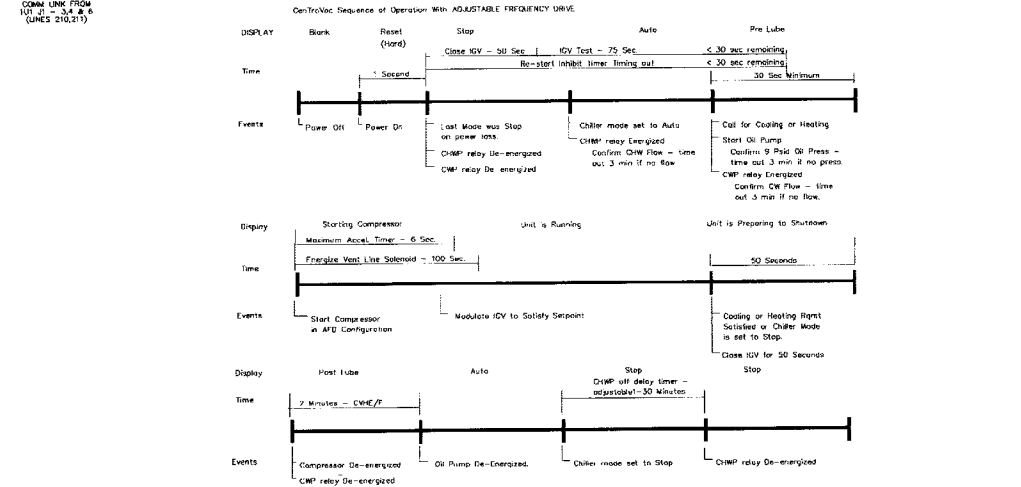 COMM LINK FROM
1U1 J1 - 3,4 & 6
(LINES 210,211)
CenTraVac Sequence of Operation With ADJUSTABLE FREQUENCY DRIVE
DISPLAY Blank Reset (Hard) Stop Auto Pre Lube
Close IGV - 50 Sec IGV Test - 75 Sec. < 30 sec remaining
Re-start Inhibit timer Timing out < 30 sec remaining
Time 1 Second 30 Sec Minimum
Events
Power Off
Power On
Last Mode was Stop
on power loss.
CHWP relay De-energized
CWP relay De-energized
Chiller mode set to Auto
CHWP relay Energized
Confirm CHW Flow - time
out 3 min if no flow
Call for Cooling or Heating
Start Oil Pump
Confirm 9 Psid Oil Press -
time out 3 min if no press.
CWP relay Energized
Confirm CW Flow - time
out 3 min if no flow.
Display Starting Compressor Unit is Running Unit is Preparing to Shutdown
Maximum Accel. Timer - 6 Sec.
Energize Vent Line Solenoid - 100 Sec.
Time 50 Seconds
Events
Start Compressor
in AFD Configuration
Modulate IGV to Satisfy Setpoint
Cooling or Heating Rqmt
Satisfied or Chiller Mode
is set to Stop.
Close IGV for 50 Seconds
Display Post Lube Auto Stop Stop
CHWP off delay timer -
adjustable1-30 Minutes
Time 2 Minutes - CVHE/F
Events
Compressor De-energized
CWP relay De-energized
Oil Pump De-Energized.
Chiller mode set to Stop
CHWP relay De-energized